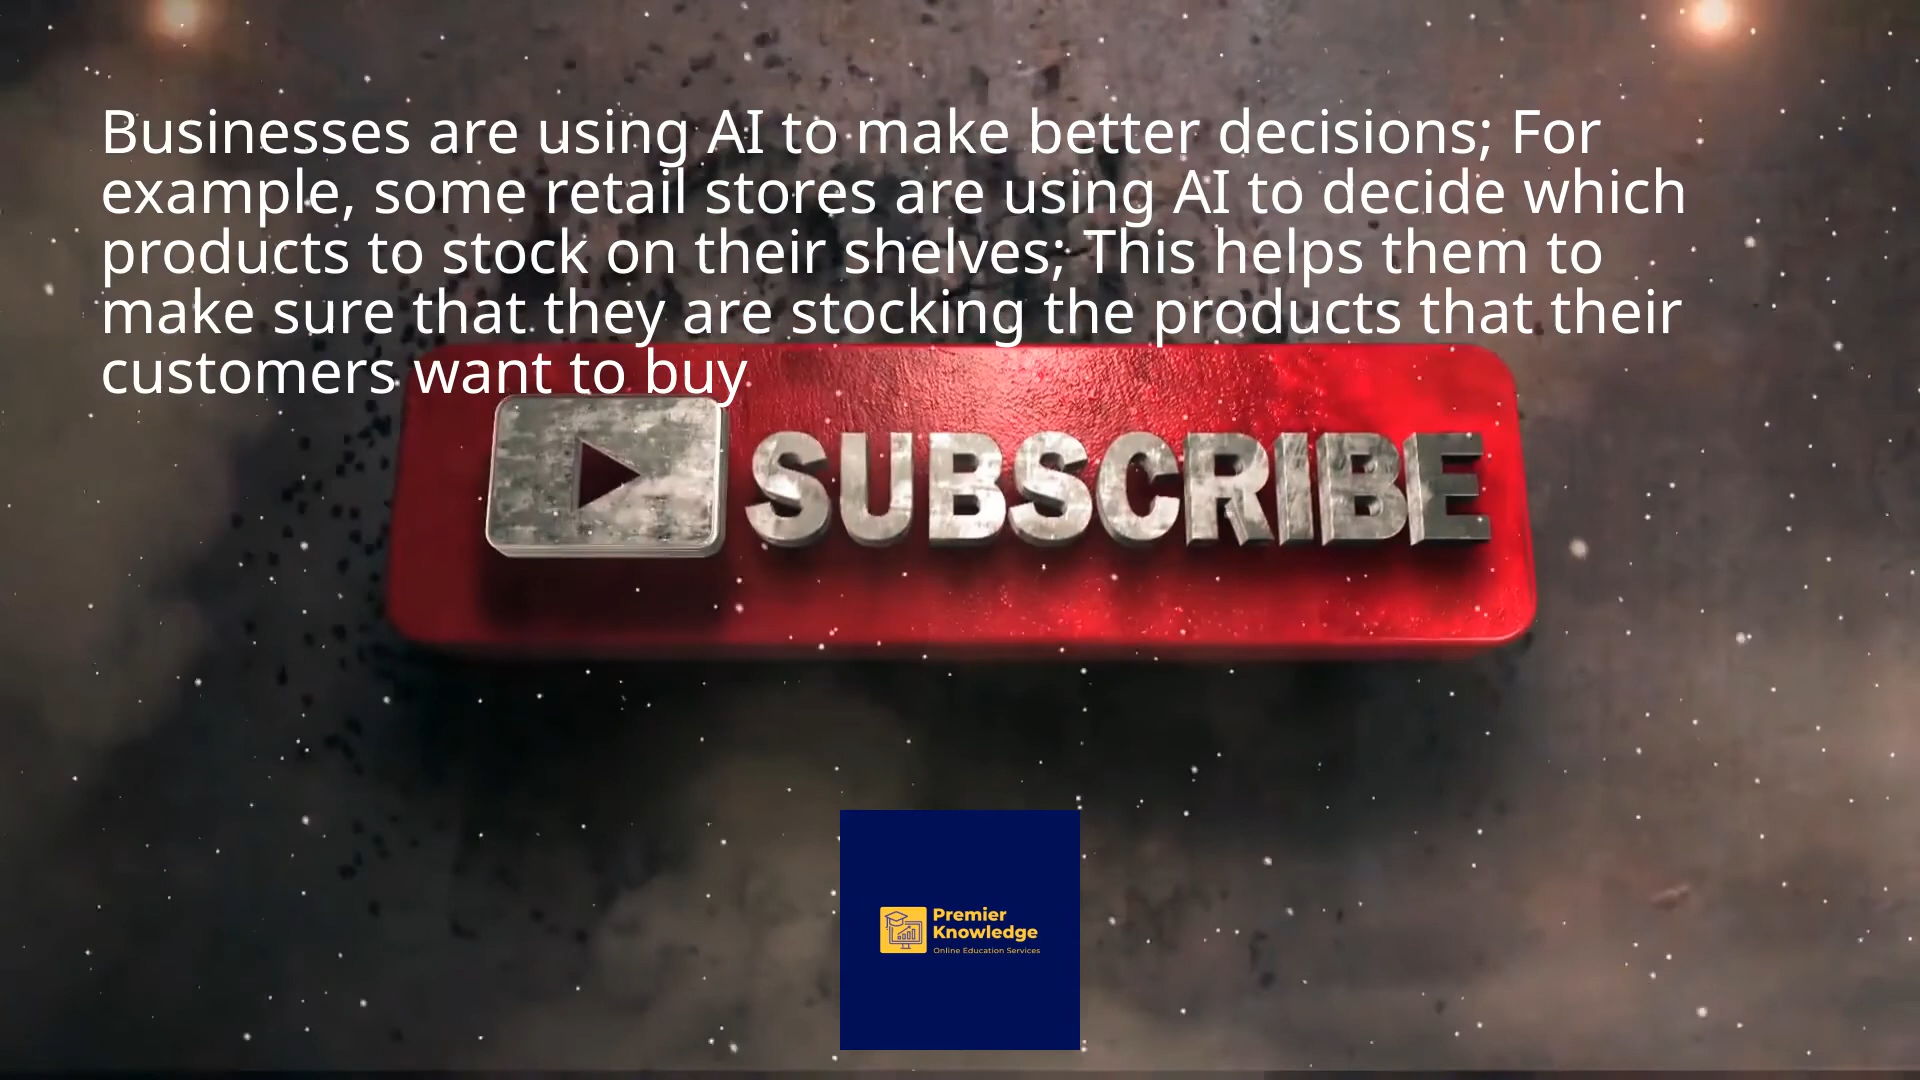 Businesses are using AI to make better decisions; For
example, some retail stores are using AI to decide which
products to stock on their shelves; This helps them to
make sure that they are stocking the products that their
customers want to buy
SUBSCRIBE
Premier
Knowledge
Online Education Services